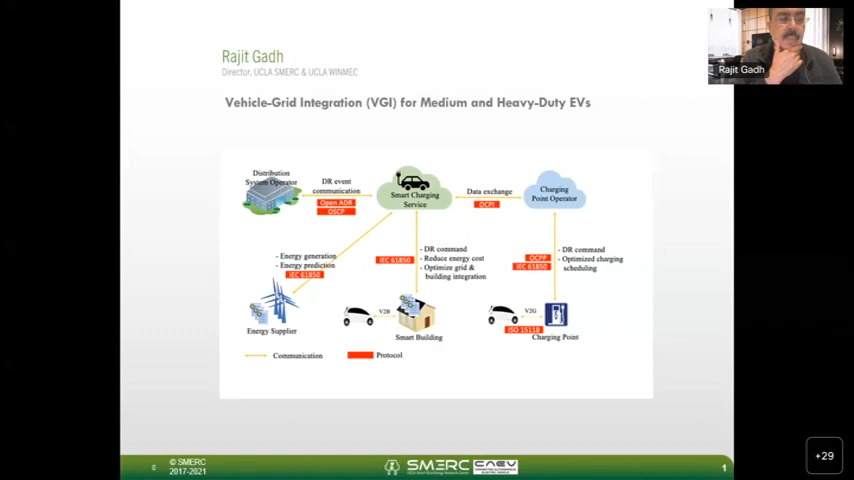 Rajit Gadh
Director, UCLA SMERC & UCLA WINMEC
Rajit Gadh
Vehicle-Grid Integration (VGI) for Medium and Heavy-Duty EVs
Distribution
System Operator
DR event
communication
Open ADR
OSCP
Smart Charging
Service
Data exchange
OCPI
Charging
Point Operator
- Energy generation
- Energy prediction
IEC 61850
IEC 61850
- DR command
- Reduce energy cost
- Optimize grid &
building integration
OCPP
IEC 61850
- DR command
- Optimized charging
scheduling
Energy Supplier
V2B
Smart Building
V2G
ISO 15118
Charging Point
Communication
Protocol
8
© SMERC
2017-2021
SMERC
1
+29